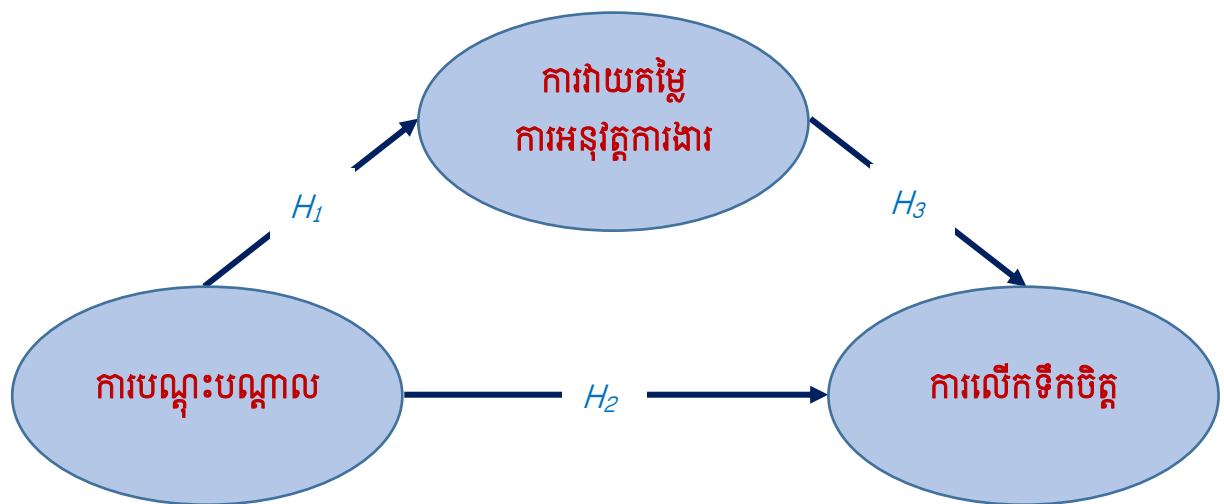 ការវាយតម្លៃ
ការអនុវត្តការងារ
H₁
H₃
ការបណ្តុះបណ្តាល
H₂
ការលើកទឹកចិត្ត